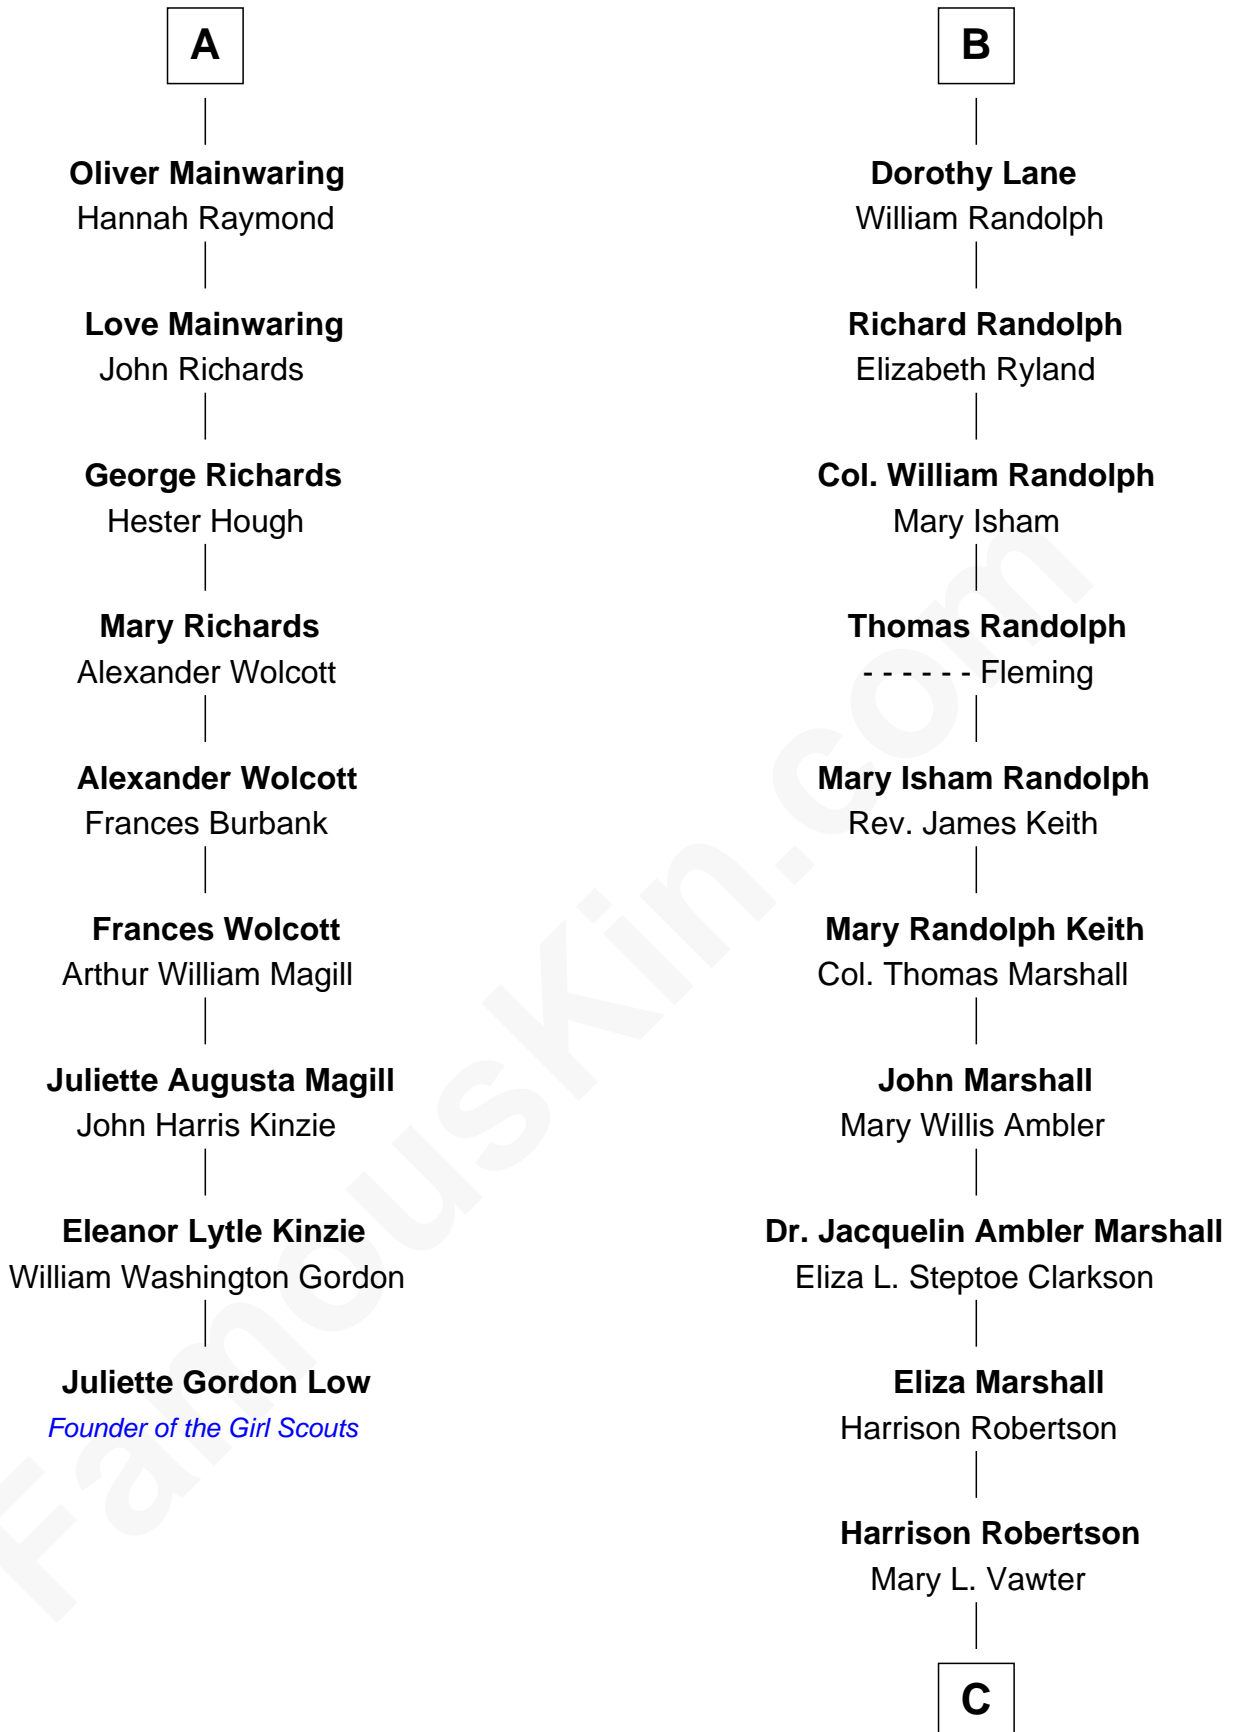 A
Oliver Mainwaring
Hannah Raymond
Love Mainwaring
John Richards
George Richards
Hester Hough
Mary Richards
Alexander Wolcott
Alexander Wolcott
Frances Burbank
Frances Wolcott
Arthur William Magill
Juliette Augusta Magill
John Harris Kinzie
Eleanor Lytle Kinzie
William Washington Gordon
Juliette Gordon Low
Founder of the Girl Scouts
B
Dorothy Lane
William Randolph
Richard Randolph
Elizabeth Ryland
Col. William Randolph
Mary Isham
Thomas Randolph
- - - - - - Fleming
Mary Isham Randolph
Rev. James Keith
Mary Randolph Keith
Col. Thomas Marshall
John Marshall
Mary Willis Ambler
Dr. Jacquelin Ambler Marshall
Eliza L. Steptoe Clarkson
Eliza Marshall
Harrison Robertson
Harrison Robertson
Mary L. Vawter
C
FamousKin.com